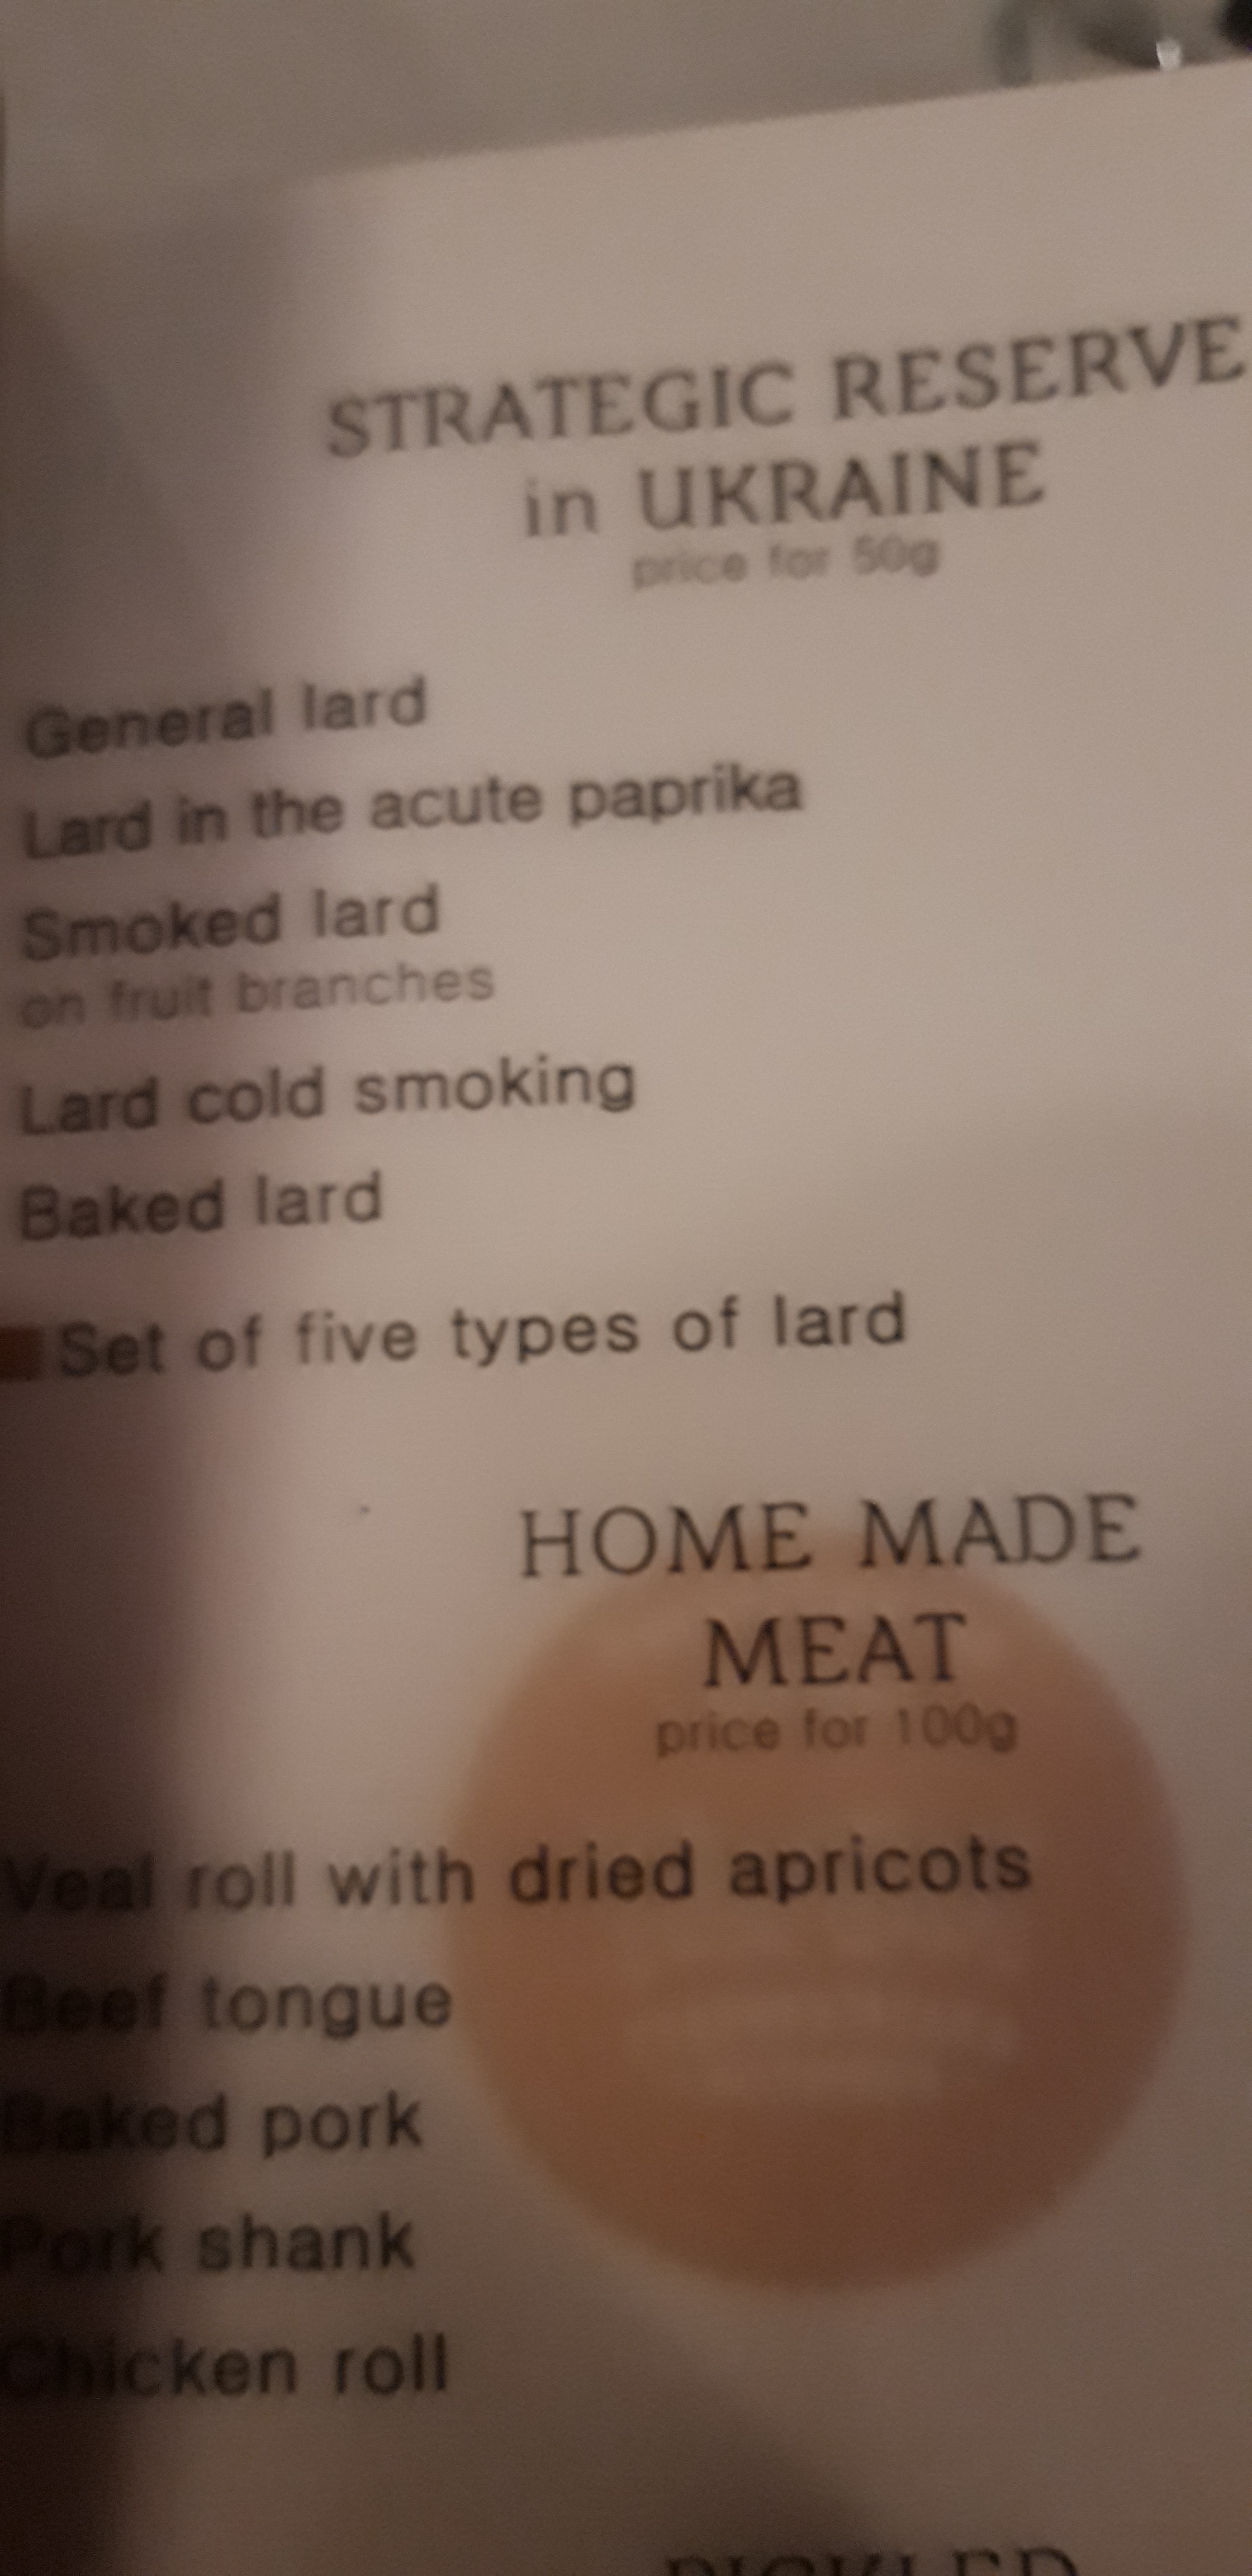 STRATEGIC RESERVE
in UKRAINE
price for 50g
General lard
Lard in the acute paprika
Smoked lard
on fruit branches
Lard cold smoking
Baked lard
Set of five types of lard
HOME MADE
MEAT
price for 100g
Veal roll with dried apricots
Beef tongue
Baked pork
Pork shank
Chicken roll
PICKLED